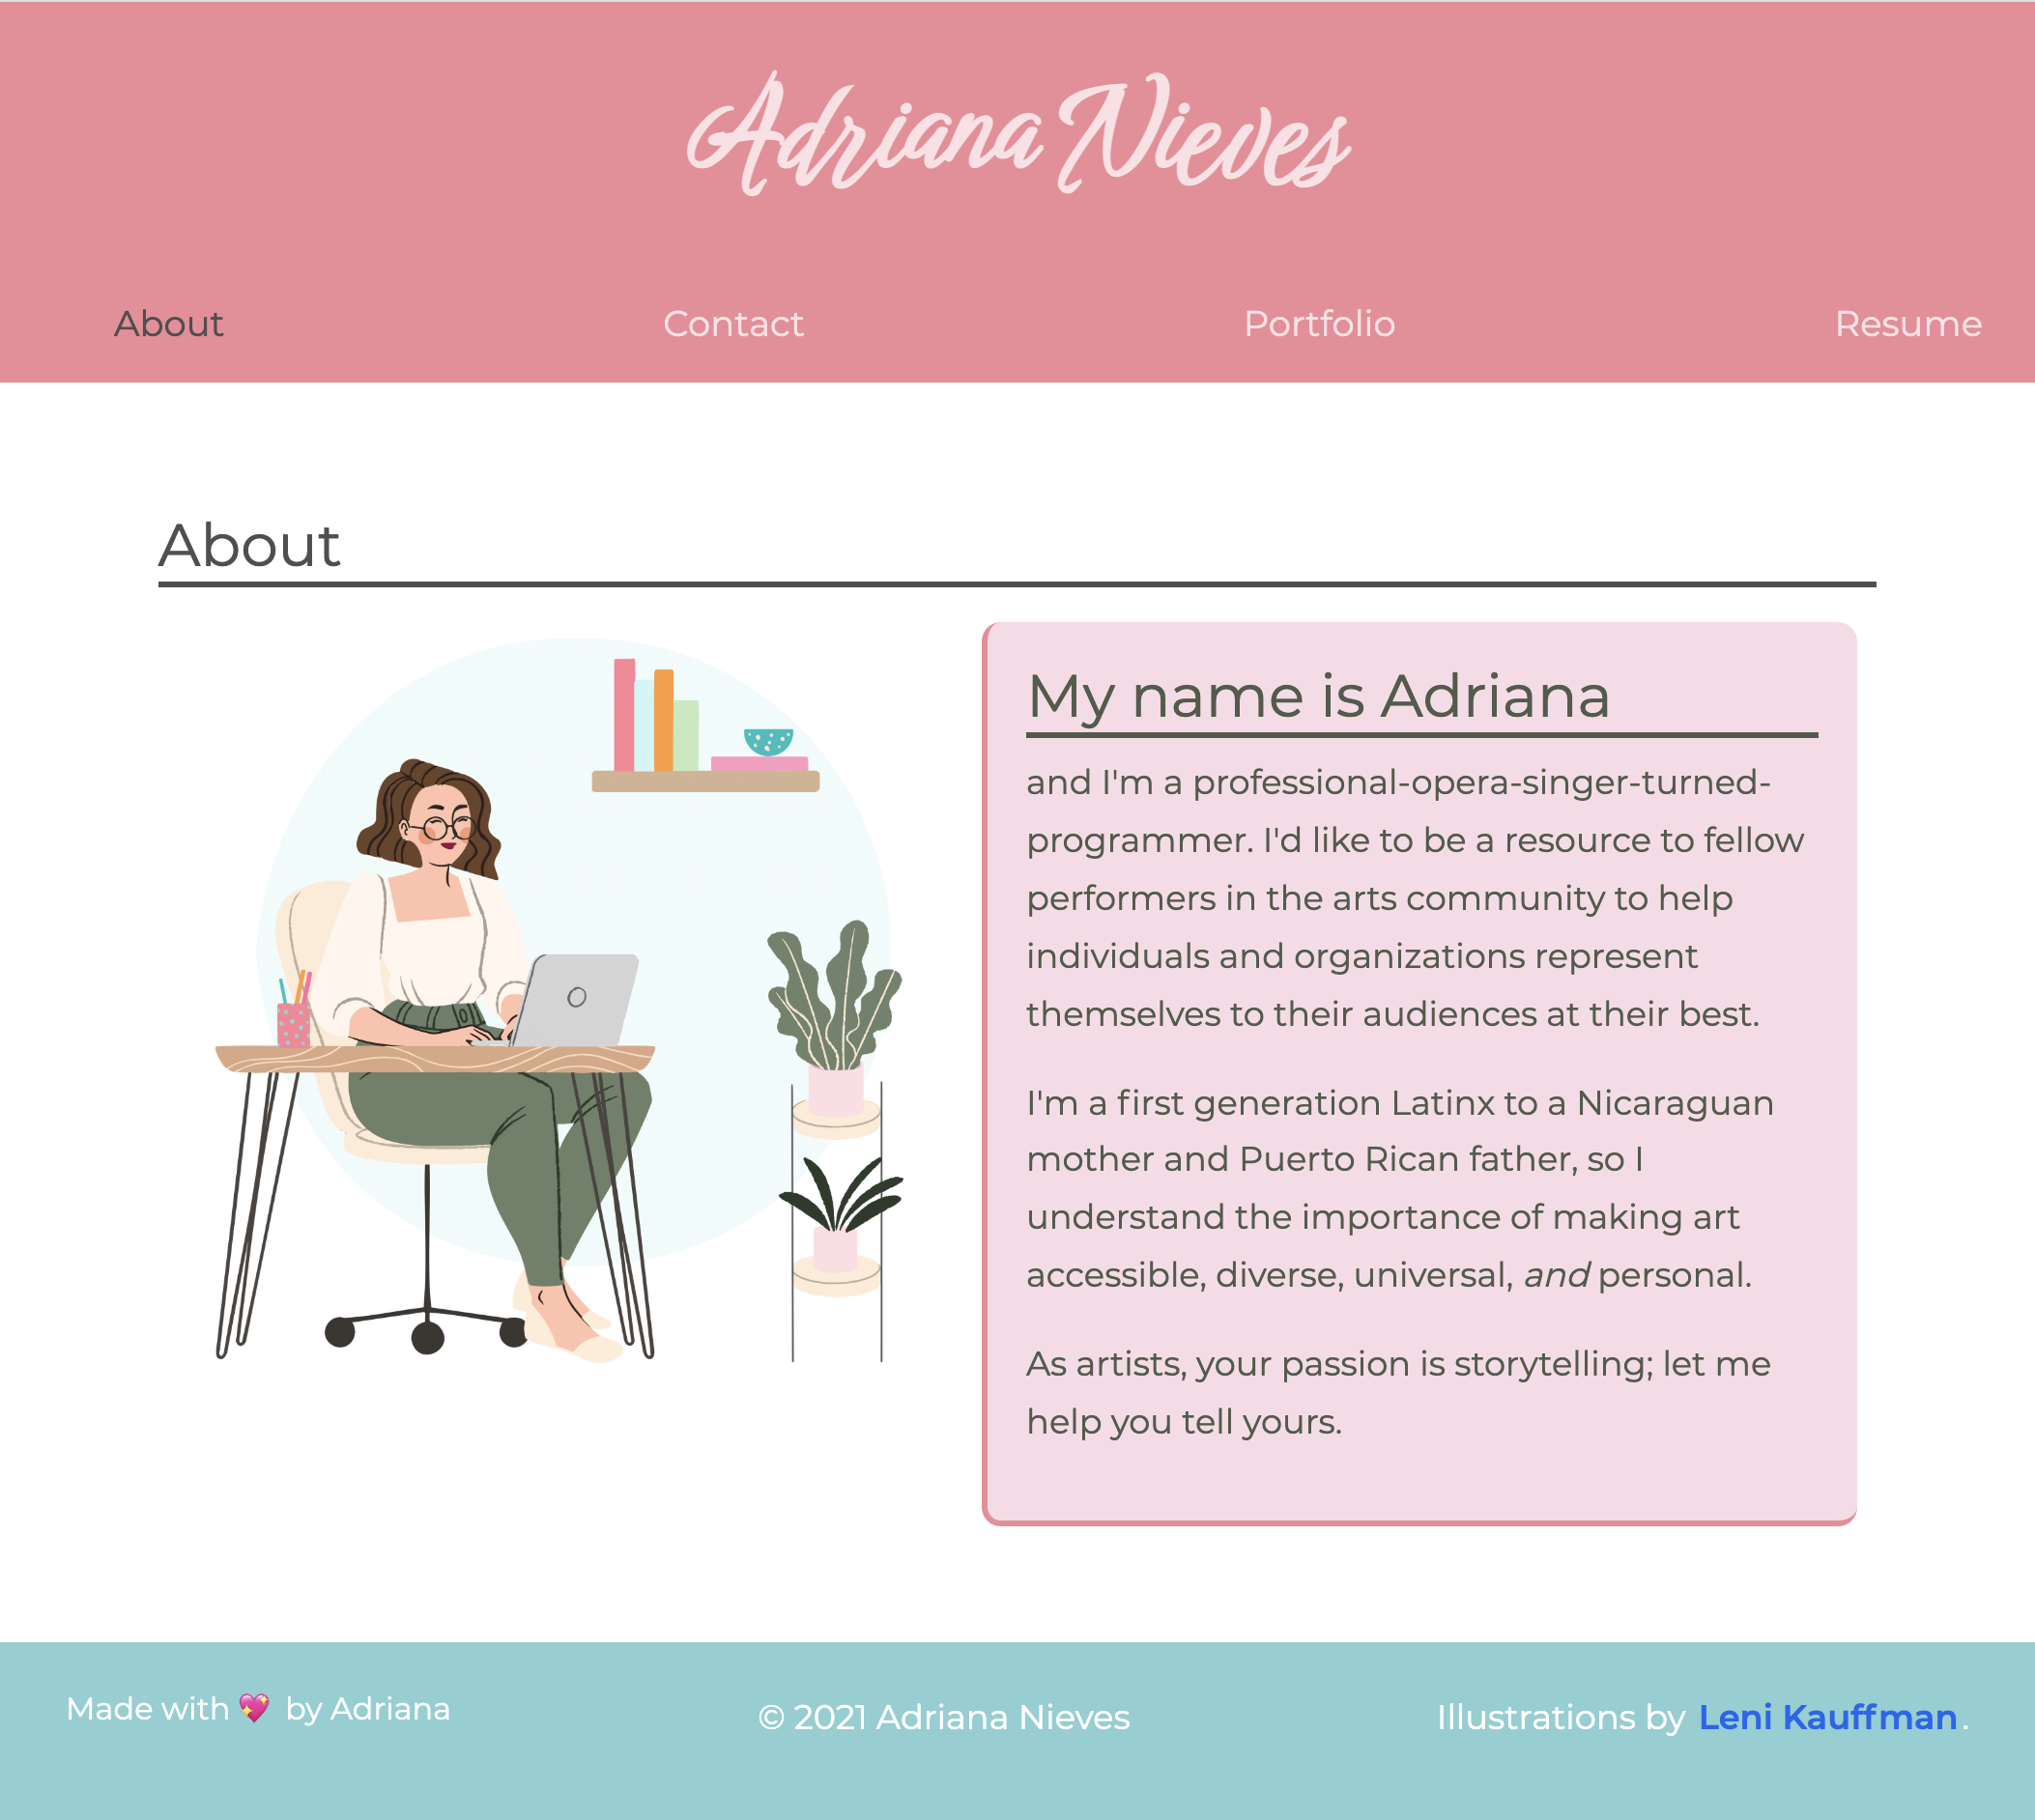 Adriana Nieves
About Contact Portfolio Resume
About
My name is Adriana
and I'm a professional-opera-singer-turned-
programmer. I'd like to be a resource to fellow
performers in the arts community to help
individuals and organizations represent
themselves to their audiences at their best.
I'm a first generation Latinx to a Nicaraguan
mother and Puerto Rican father, so I
understand the importance of making art
accessible, diverse, universal, and personal.
As artists, your passion is storytelling; let me
help you tell yours.
Made with 💖 by Adriana
© 2021 Adriana Nieves
Illustrations by Leni Kauffman.